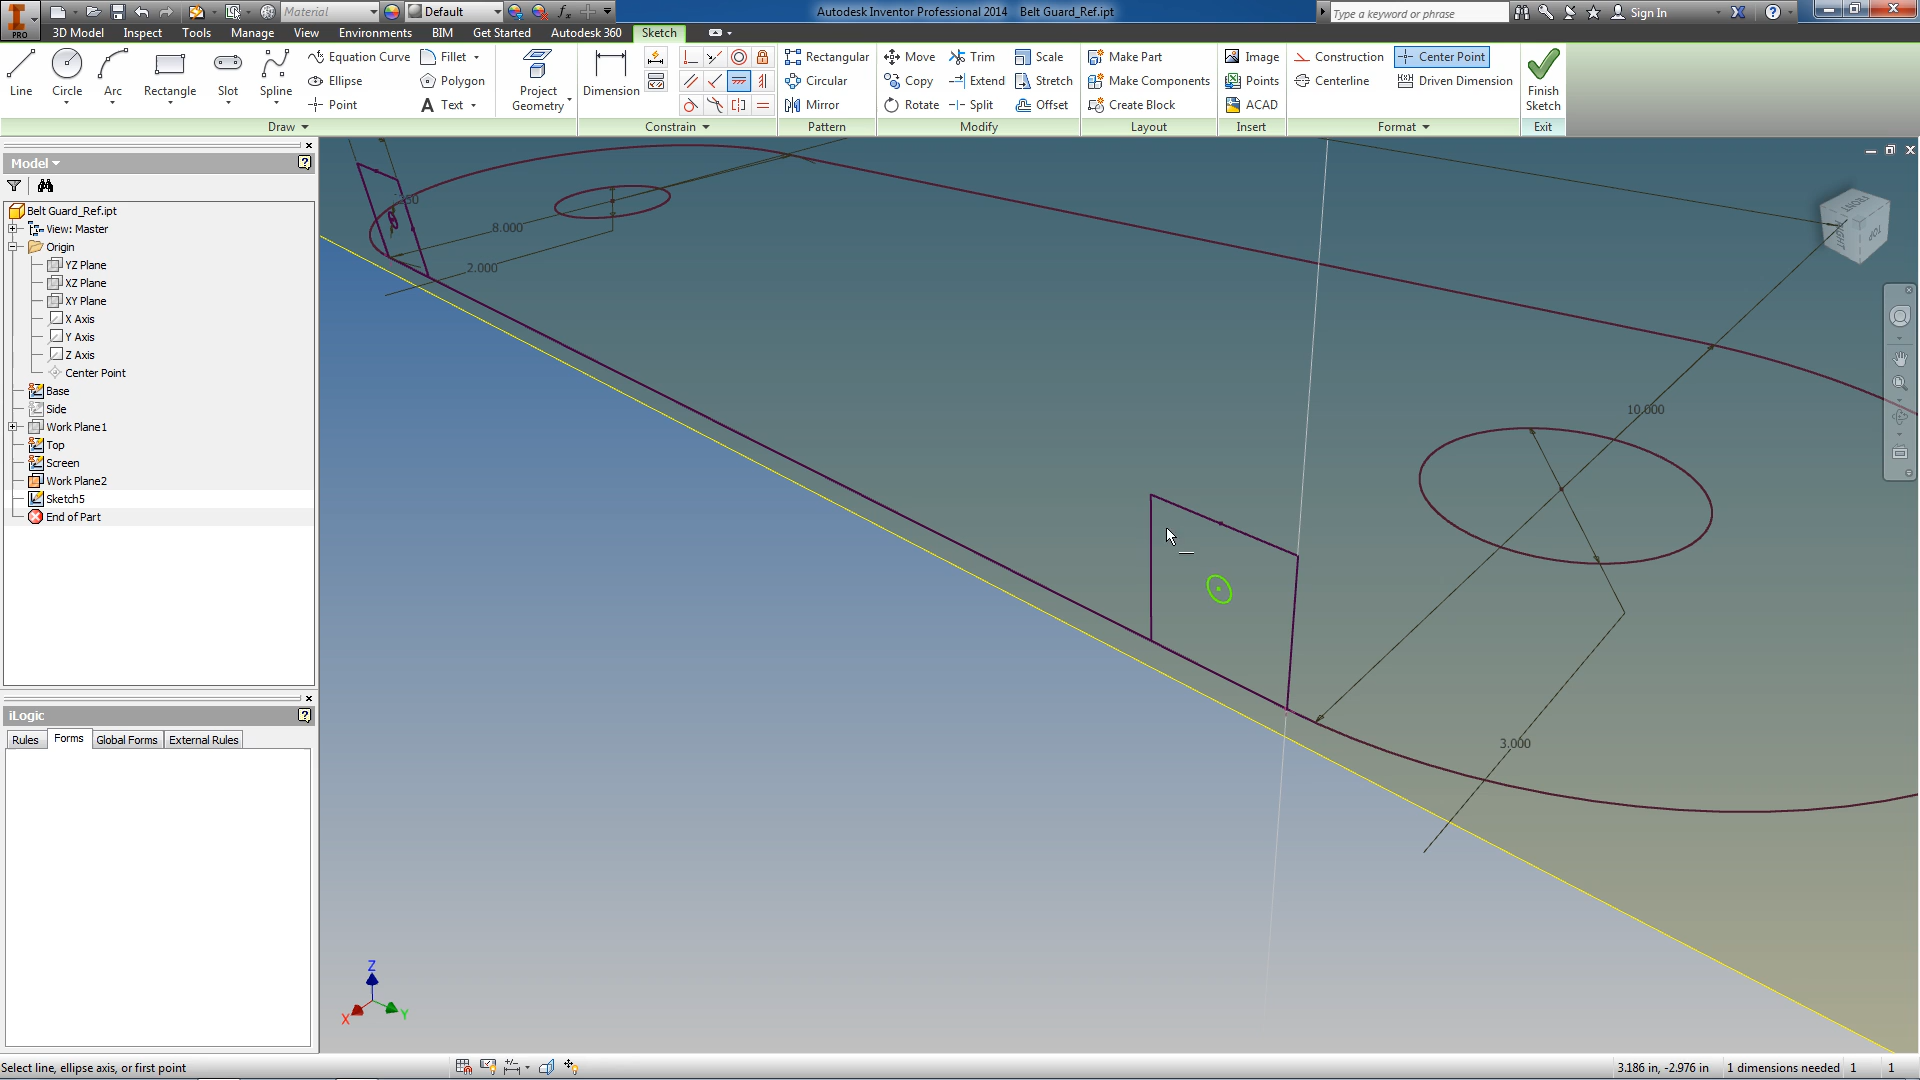 Material
Default
Autodesk Inventor Professional 2014 Belt Guard_Ref.ipt
Type a keyword or phrase
Sign In
PRO
3D Model Inspect Tools Manage View Environments BIM Get Started Autodesk 360 Sketch
Line
Circle
Arc
Rectangle
Slot
Spline
Equation Curve
Ellipse
Point
Fillet
Polygon
Text
Project Geometry
Dimension
Rectangular
Circular
Mirror
Move
Copy
Rotate
Trim
Extend
Split
Scale
Stretch
Offset
Make Part
Make Components
Create Block
Image
Points
ACAD
Construction
Centerline
Center Point
Driven Dimension
Finish Sketch
Draw
Constrain
Pattern
Modify
Layout
Insert
Format
Exit
Model
Belt Guard_Ref.ipt
View: Master
Origin
YZ Plane
XZ Plane
XY Plane
X Axis
Y Axis
Z Axis
Center Point
Base
Side
Work Plane1
Top
Screen
Work Plane2
Sketch5
End of Part
iLogic
Rules Forms Global Forms External Rules
8.000
2.000
10.000
3.000
FRONT
RIGHT
TOP
Z
X
Y
Select line, ellipse axis, or first point
3.186 in, -2.976 in 1 dimensions needed 1 1